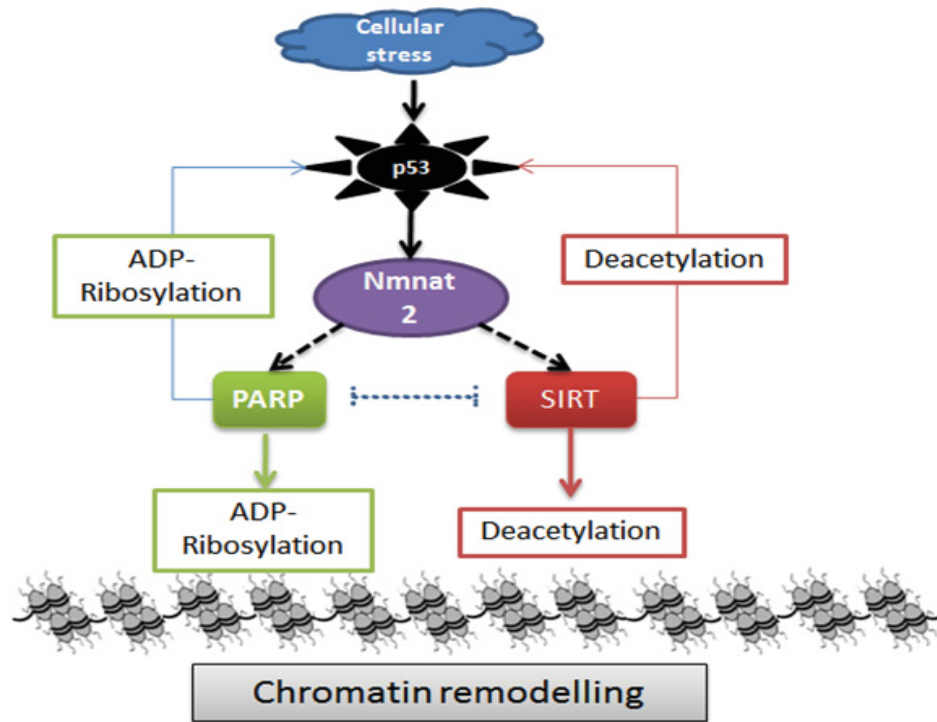 Cellular
stress
p53
ADP-
Ribosylation
Deacetylation
Nmnat
2
PARP
SIRT
ADP-
Ribosylation
Deacetylation
Chromatin remodelling